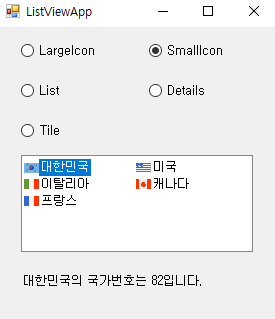 ListViewApp
LargeIcon SmallIcon
List Details
Tile
대한민국 미국
이탈리아 캐나다
프랑스
대한민국의 국가번호는 82입니다.